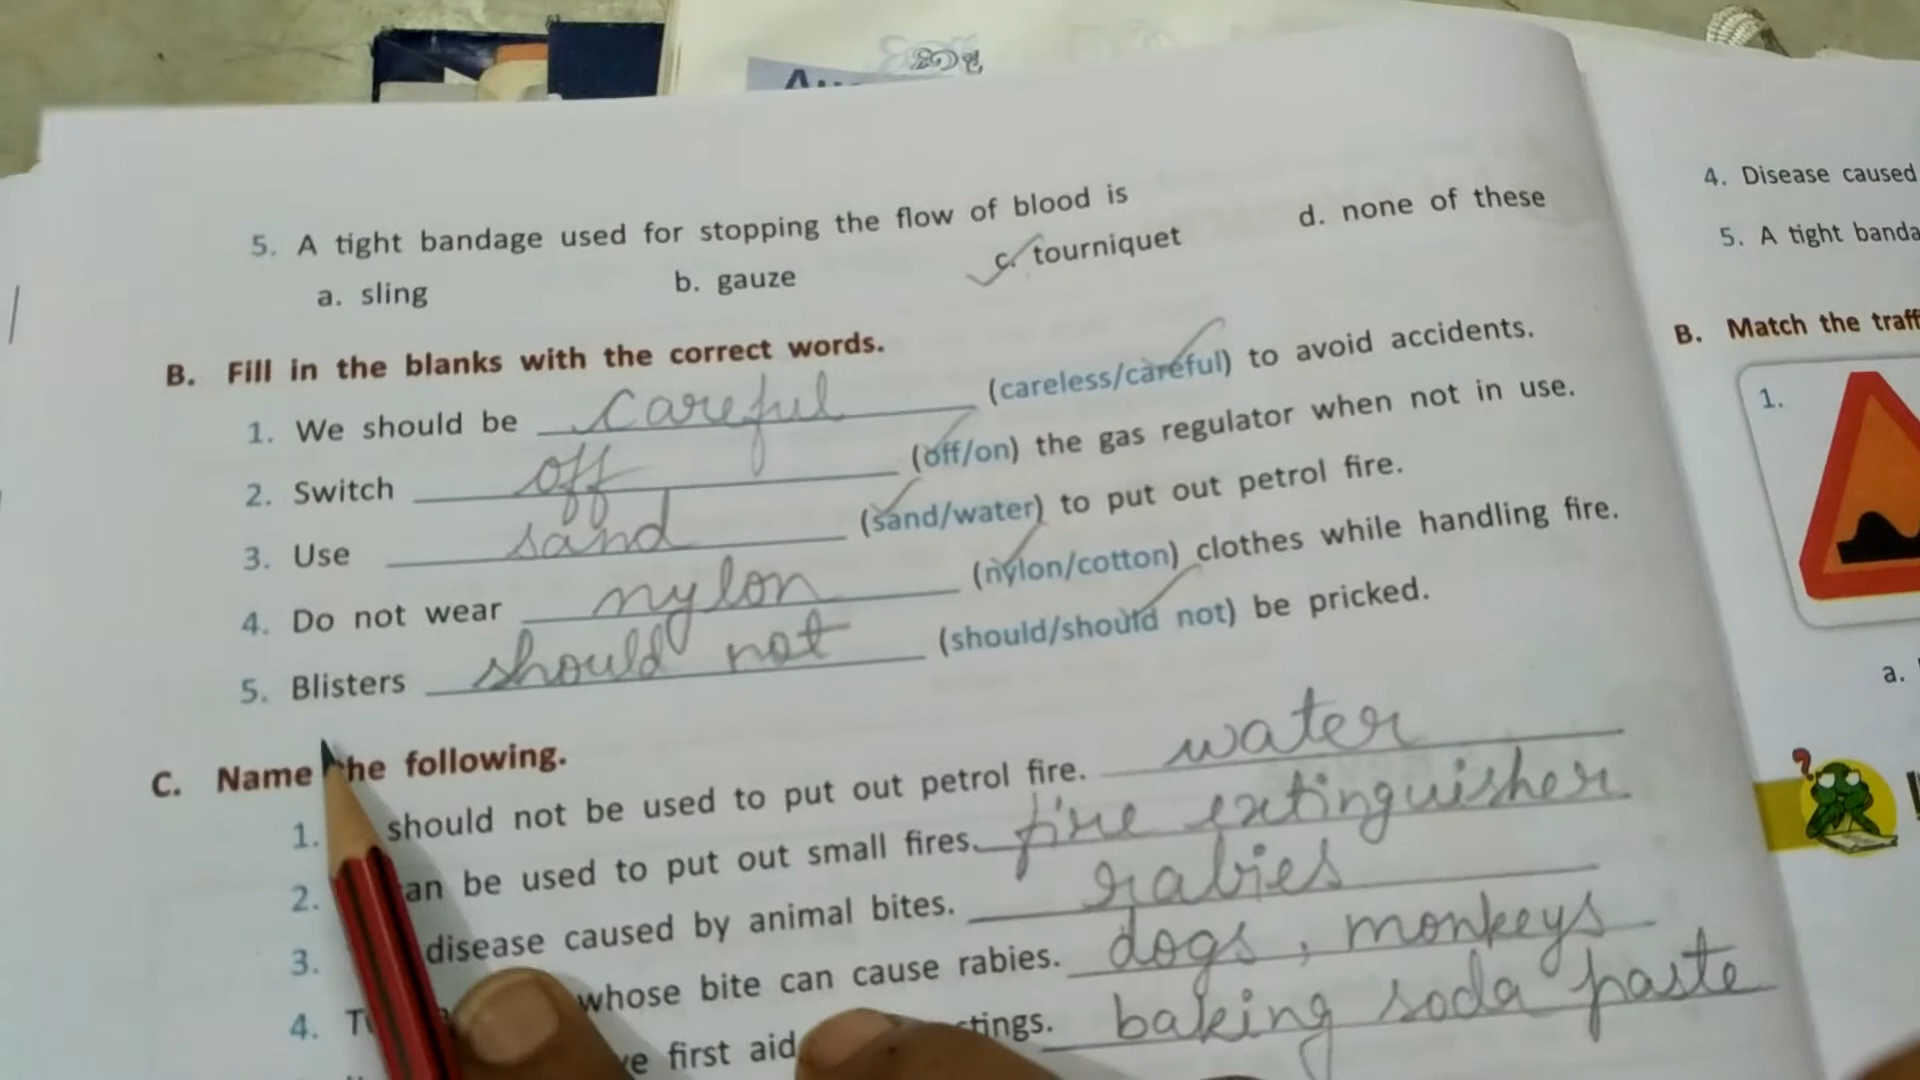 5. A tight bandage used for stopping the flow of blood is
a. sling b. gauze c. tourniquet d. none of these
B. Fill in the blanks with the correct words.
1. We should be careful (careless/careful) to avoid accidents.
2. Switch off (off/on) the gas regulator when not in use.
3. Use sand (sand/water) to put out petrol fire.
4. Do not wear nylon (nylon/cotton) clothes while handling fire.
5. Blisters should not (should/should not) be pricked.
C. Name the following.
1. should not be used to put out petrol fire. water
2. an be used to put out small fires. fire extinguisher
3. disease caused by animal bites. rabies
4. whose bite can cause rabies. dogs, monkeys
first aid tings. baking soda paste
4. Disease caused
5. A tight banda
B. Match the traff
1.
a.
?